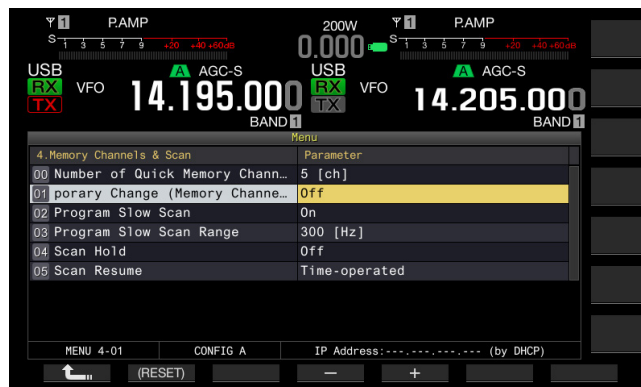 1 P.AMP 200W 1 P.AMP
S 1 3 5 7 9 +20 +40 +60dB 0.000 S 1 3 5 7 9 +20 +40 +60dB
USB A AGC-S USB A AGC-S
RX TX VFO 14.195.000 RX TX VFO 14.205.000
BAND 1 BAND 1
Menu
4.Memory Channels & Scan Parameter
00 Number of Quick Memory Chann… 5 [ch]
01 porary Change (Memory Channe… Off
02 Program Slow Scan On
03 Program Slow Scan Range 300 [Hz]
04 Scan Hold Off
05 Scan Resume Time-operated
MENU 4-01 CONFIG A IP Address:---.---.---.--- (by DHCP)
(RESET) − +